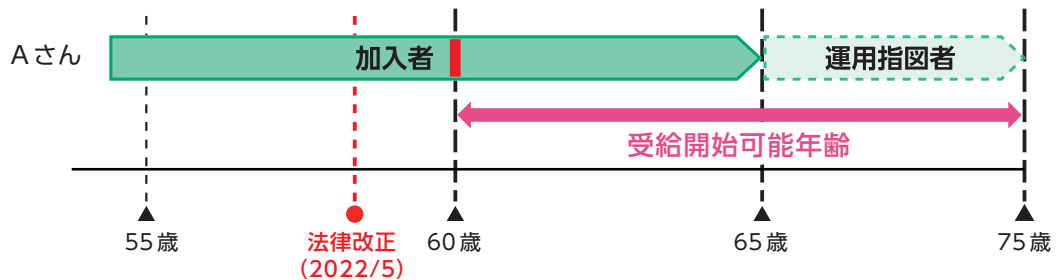 Aさん
加入者
運用指図者
受給開始可能年齢
55歳
法律改正
(2022/5)
60歳
65歳
75歳